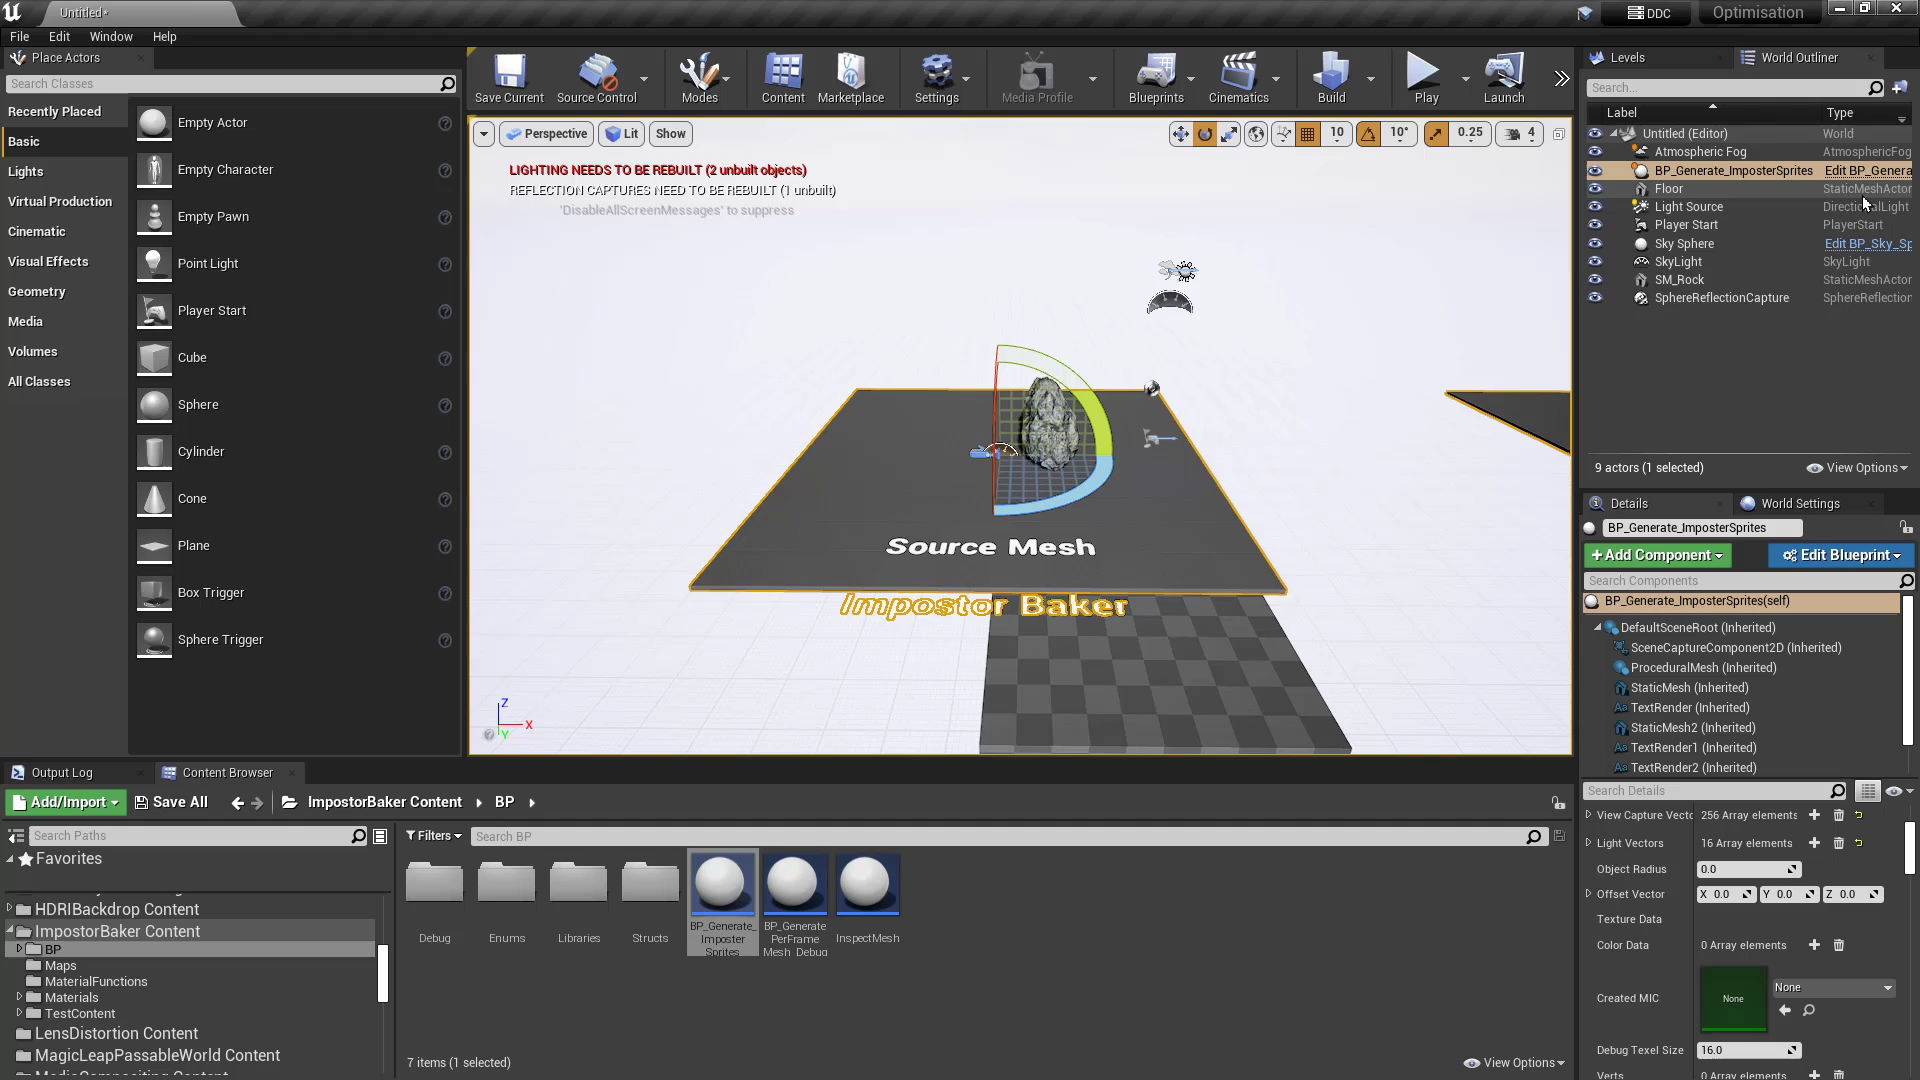 Untitled*
DDC
Optimisation
File Edit Window Help
Place Actors
Search Classes
Recently Placed
Basic
Lights
Virtual Production
Cinematic
Visual Effects
Geometry
Media
Volumes
All Classes
Empty Actor
Empty Character
Empty Pawn
Point Light
Player Start
Cube
Sphere
Cylinder
Cone
Plane
Box Trigger
Sphere Trigger
Save Current Source Control Modes Content Marketplace Settings Media Profile Blueprints Cinematics Build Play Launch
Perspective Lit Show
10 10° 0.25 4
LIGHTING NEEDS TO BE REBUILT (2 unbuilt objects)
REFLECTION CAPTURES NEED TO BE REBUILT (1 unbuilt)
'DisableAllScreenMessages' to suppress
Source Mesh
Impostor Baker
Z
X
Y
Levels World Outliner
Search...
Label Type
Untitled (Editor) World
Atmospheric Fog AtmosphericFog
BP_Generate_ImposterSprites Edit BP_Genera
Floor StaticMeshActor
Light Source DirectionalLight
Player Start PlayerStart
Sky Sphere Edit BP_Sky_Sp
SkyLight SkyLight
SM_Rock StaticMeshActor
SphereReflectionCapture SphereReflection
9 actors (1 selected) View Options
Details World Settings
BP_Generate_ImposterSprites
+Add Component Edit Blueprint
Search Components
BP_Generate_ImposterSprites(self)
DefaultSceneRoot (Inherited)
SceneCaptureComponent2D (Inherited)
ProceduralMesh (Inherited)
StaticMesh (Inherited)
TextRender (Inherited)
StaticMesh2 (Inherited)
TextRender1 (Inherited)
TextRender2 (Inherited)
Search Details
View Capture Vecto 256 Array elements
Light Vectors 16 Array elements
Object Radius 0.0
Offset Vector X 0.0 Y 0.0 Z 0.0
Texture Data
Color Data 0 Array elements
Created MIC None None
Debug Texel Size 16.0
Verts 0 Array elements
Output Log Content Browser
Add/Import Save All ImpostorBaker Content BP
Search Paths
Filters Search BP
Favorites
HDRIBackdrop Content
ImpostorBaker Content
BP
Maps
MaterialFunctions
Materials
TestContent
LensDistortion Content
MagicLeapPassableWorld Content
Debug
Enums
Libraries
Structs
BP_Generate_
Imposter
Sprites
BP_Generate
PerFrame
Mesh_Debug
InspectMesh
7 items (1 selected) View Options